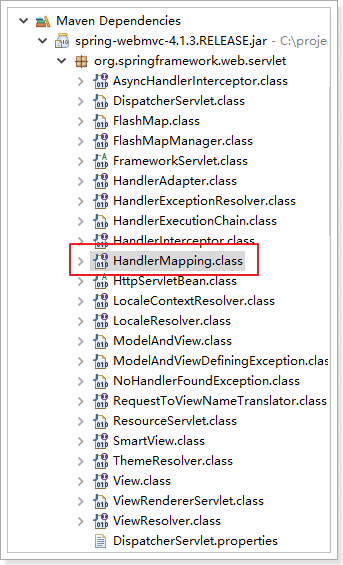 Maven Dependencies
spring-webmvc-4.1.3.RELEASE.jar - C:\proje
org.springframework.web.servlet
AsyncHandlerInterceptor.class
DispatcherServlet.class
FlashMap.class
FlashMapManager.class
FrameworkServlet.class
HandlerAdapter.class
HandlerExceptionResolver.class
HandlerExecutionChain.class
HandlerInterceptor.class
HandlerMapping.class
HttpServletBean.class
LocaleContextResolver.class
LocaleResolver.class
ModelAndView.class
ModelAndViewDefiningException.clas
NoHandlerFoundException.class
RequestToViewNameTranslator.class
ResourceServlet.class
SmartView.class
ThemeResolver.class
View.class
ViewRendererServlet.class
ViewResolver.class
DispatcherServlet.properties